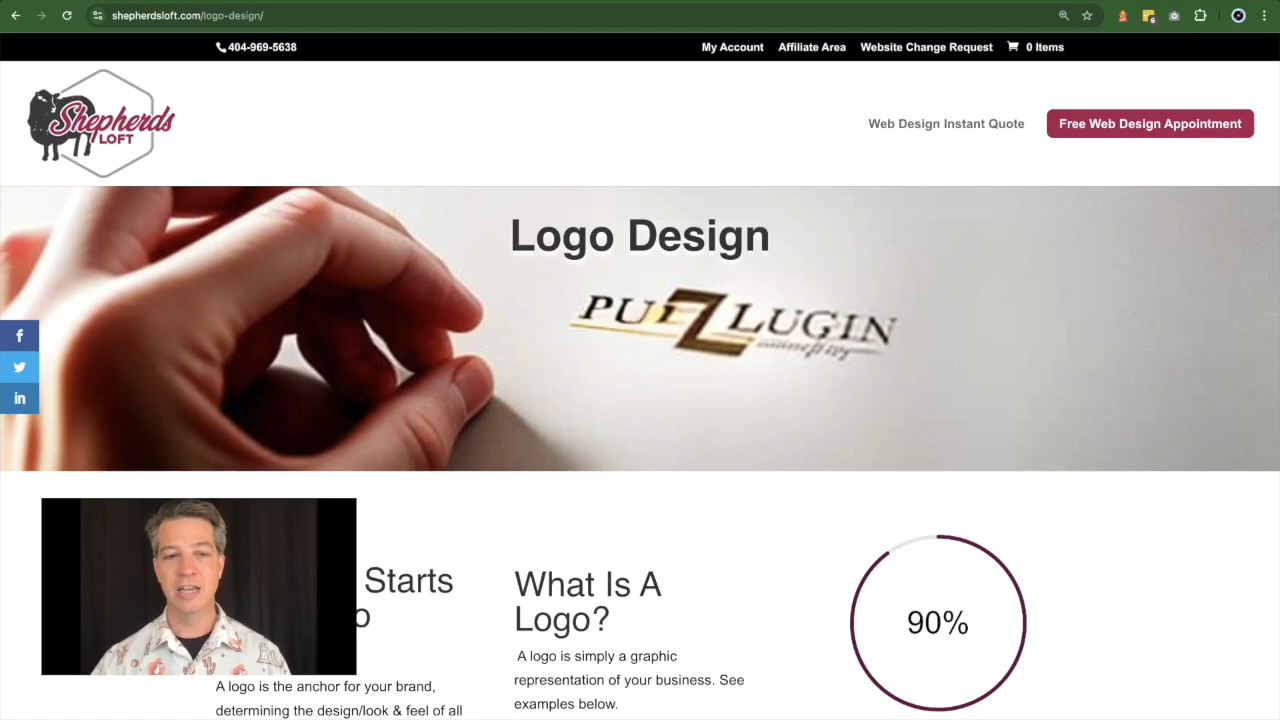 shepherdsloft.com/logo-design/
6
404-969-5638
My Account
Affiliate Area
Website Change Request
0 Items
Shepherds
LOFT
Web Design Instant Quote
Free Web Design Appointment
Logo Design
PUZLUGIN
f
in
Starts
o
What Is A
Logo?
A logo is simply a graphic
representation of your business. See
examples below.
90%
A logo is the anchor for your brand,
determining the design/look & feel of all